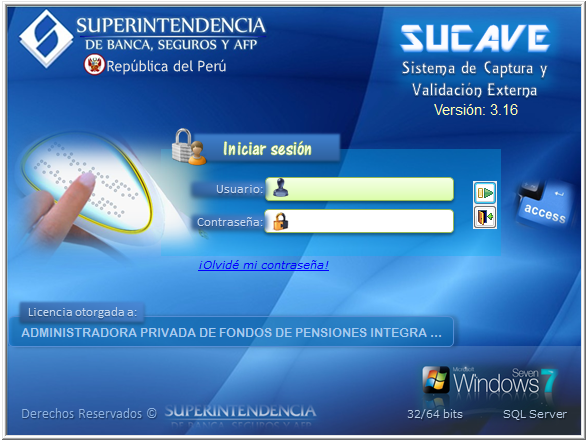 SUPERINTENDENCIA
DE BANCA, SEGUROS Y AFP
República del Perú
SUCAVE
Sistema de Captura y
Validación Externa
Versión: 3.16
Iniciar sesión
Usuario:
Contraseña:
access
¡Olvidé mi contraseña!
Licencia otorgada a:
ADMINISTRADORA PRIVADA DE FONDOS DE PENSIONES INTEGRA ...
Microsoft Seven
Windows 7
Derechos Reservados © SUPERINTENDENCIA
DE BANCA, SEGUROS Y AFP
32/64 bits SQL Server